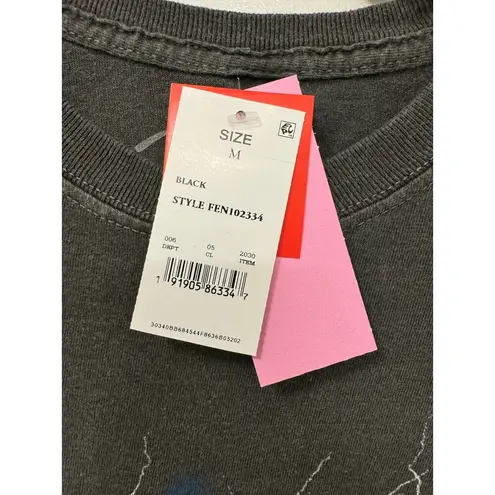 SIZE
M
BLACK
STYLE FEN102334
006 05 2030
DEPT CL ITEM
1 91905 86334 7
30340BB684544F8636B05202